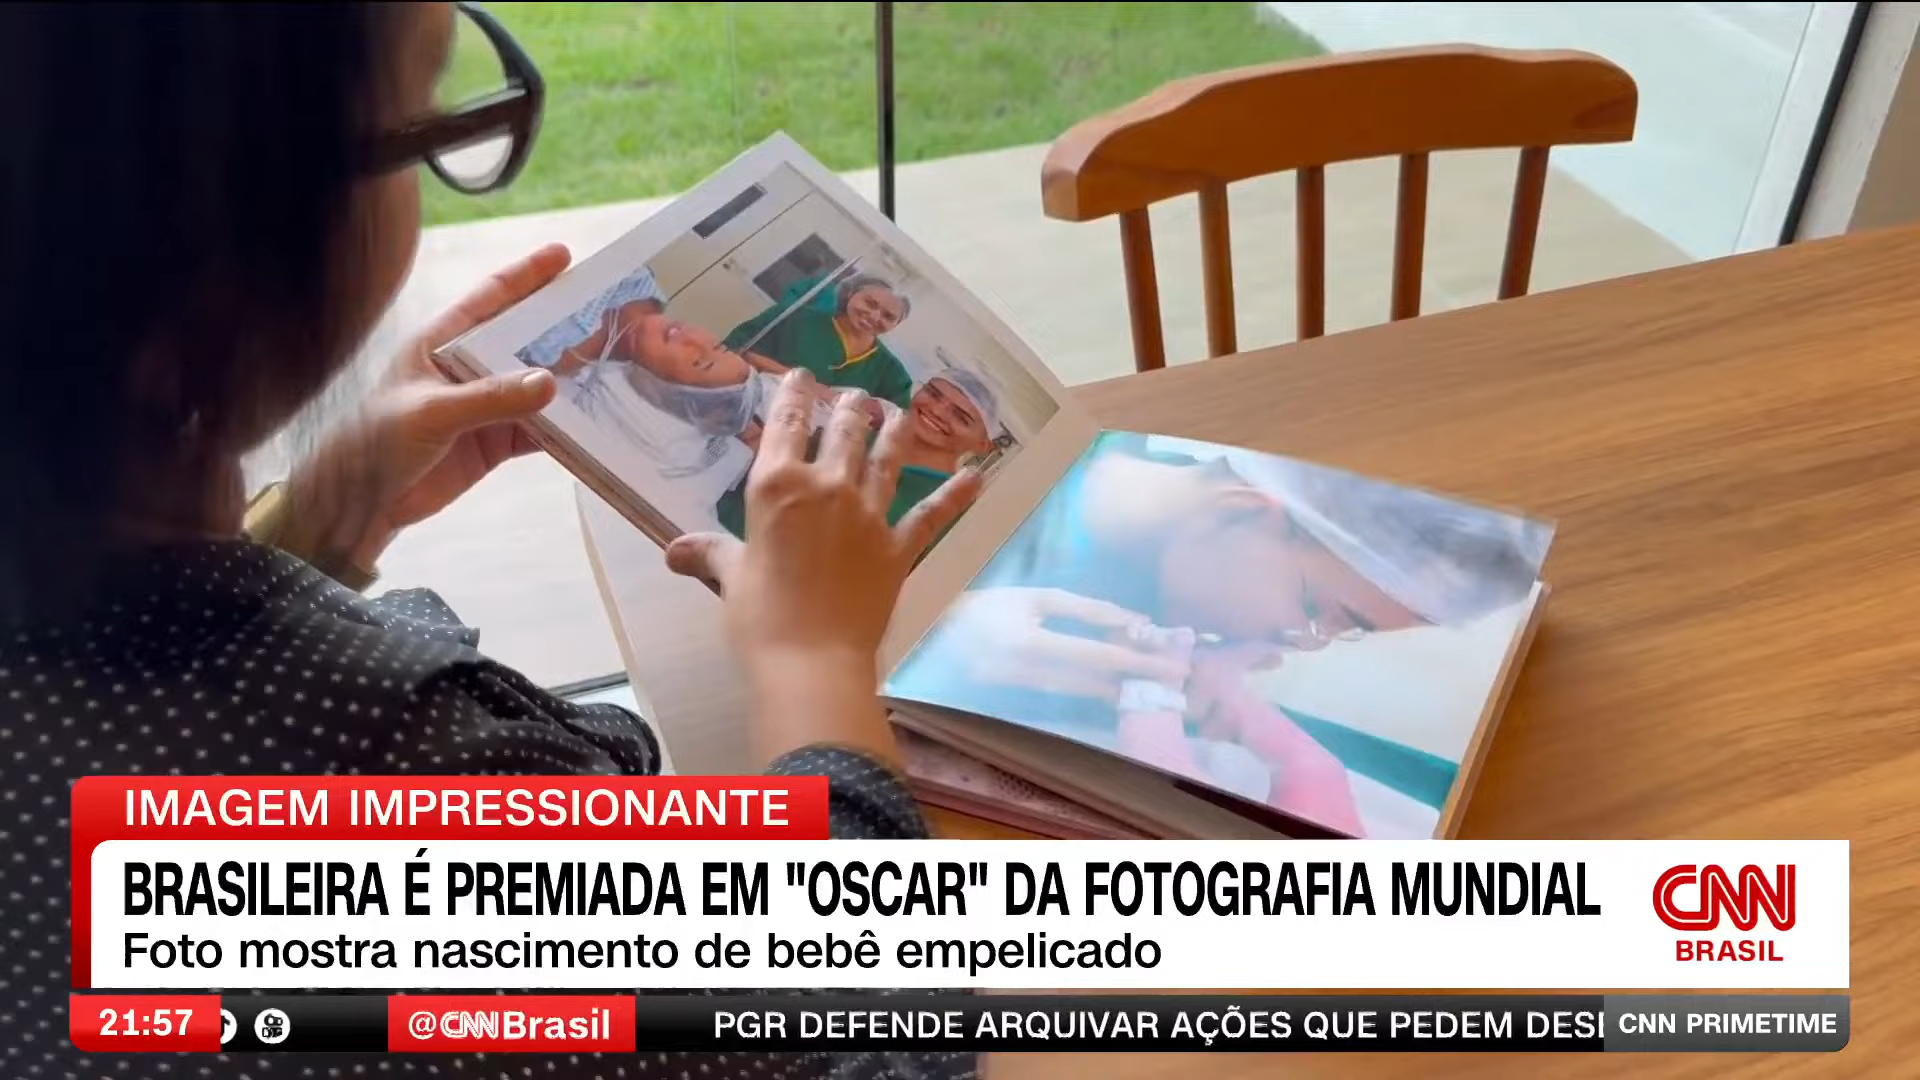 IMAGEM IMPRESSIONANTE
BRASILEIRA É PREMIADA EM "OSCAR" DA FOTOGRAFIA MUNDIAL
Foto mostra nascimento de bebê empelicado
CNN
BRASIL
21:57
@CNNBrasil
PGR DEFENDE ARQUIVAR AÇÕES QUE PEDEM
CNN PRIMETIME